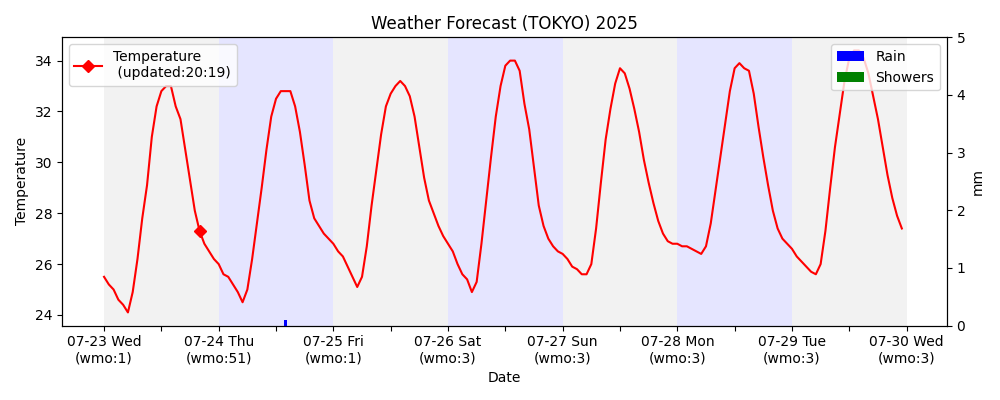 Weather Forecast (TOKYO) 2025
Temperature
(updated:20:19)
Rain
Showers
Temperature
34
32
30
28
26
24
5
4
3
2
1
0
mm
07-23 Wed
(wmo:1)
07-24 Thu
(wmo:51)
07-25 Fri
(wmo:1)
07-26 Sat
(wmo:3)
07-27 Sun
(wmo:3)
07-28 Mon
(wmo:3)
07-29 Tue
(wmo:3)
07-30 Wed
(wmo:3)
Date